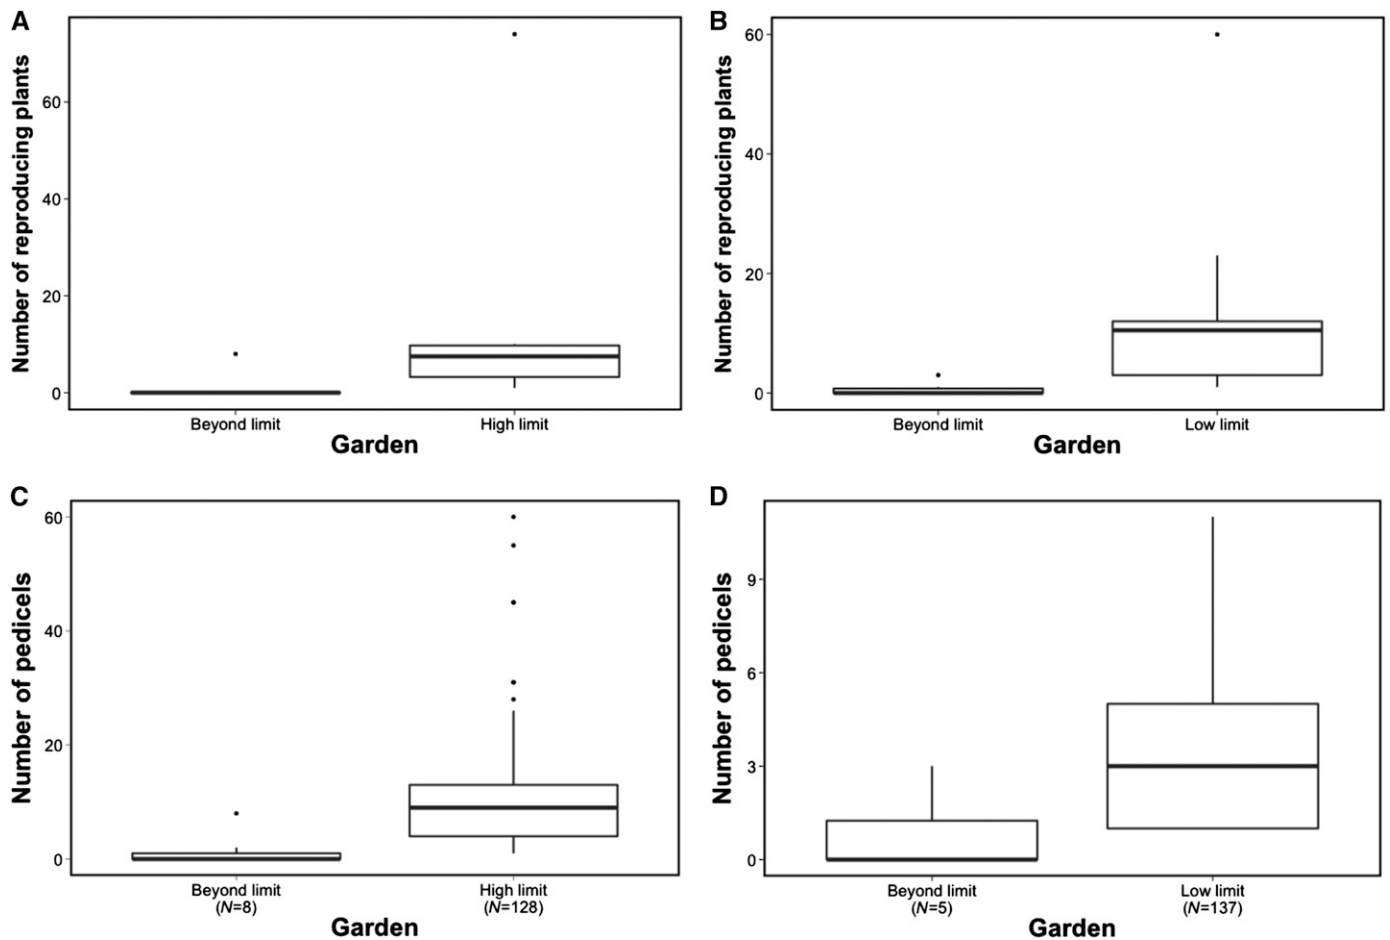 A
Number of reproducing plants
60
40
20
0
Beyond limit
High limit
Garden
B
Number of reproducing plants
60
40
20
0
Beyond limit
Low limit
Garden
C
Number of pedicels
60
40
20
0
Beyond limit
(N=8)
High limit
(N=128)
Garden
D
Number of pedicels
9
6
3
0
Beyond limit
(N=5)
Low limit
(N=137)
Garden